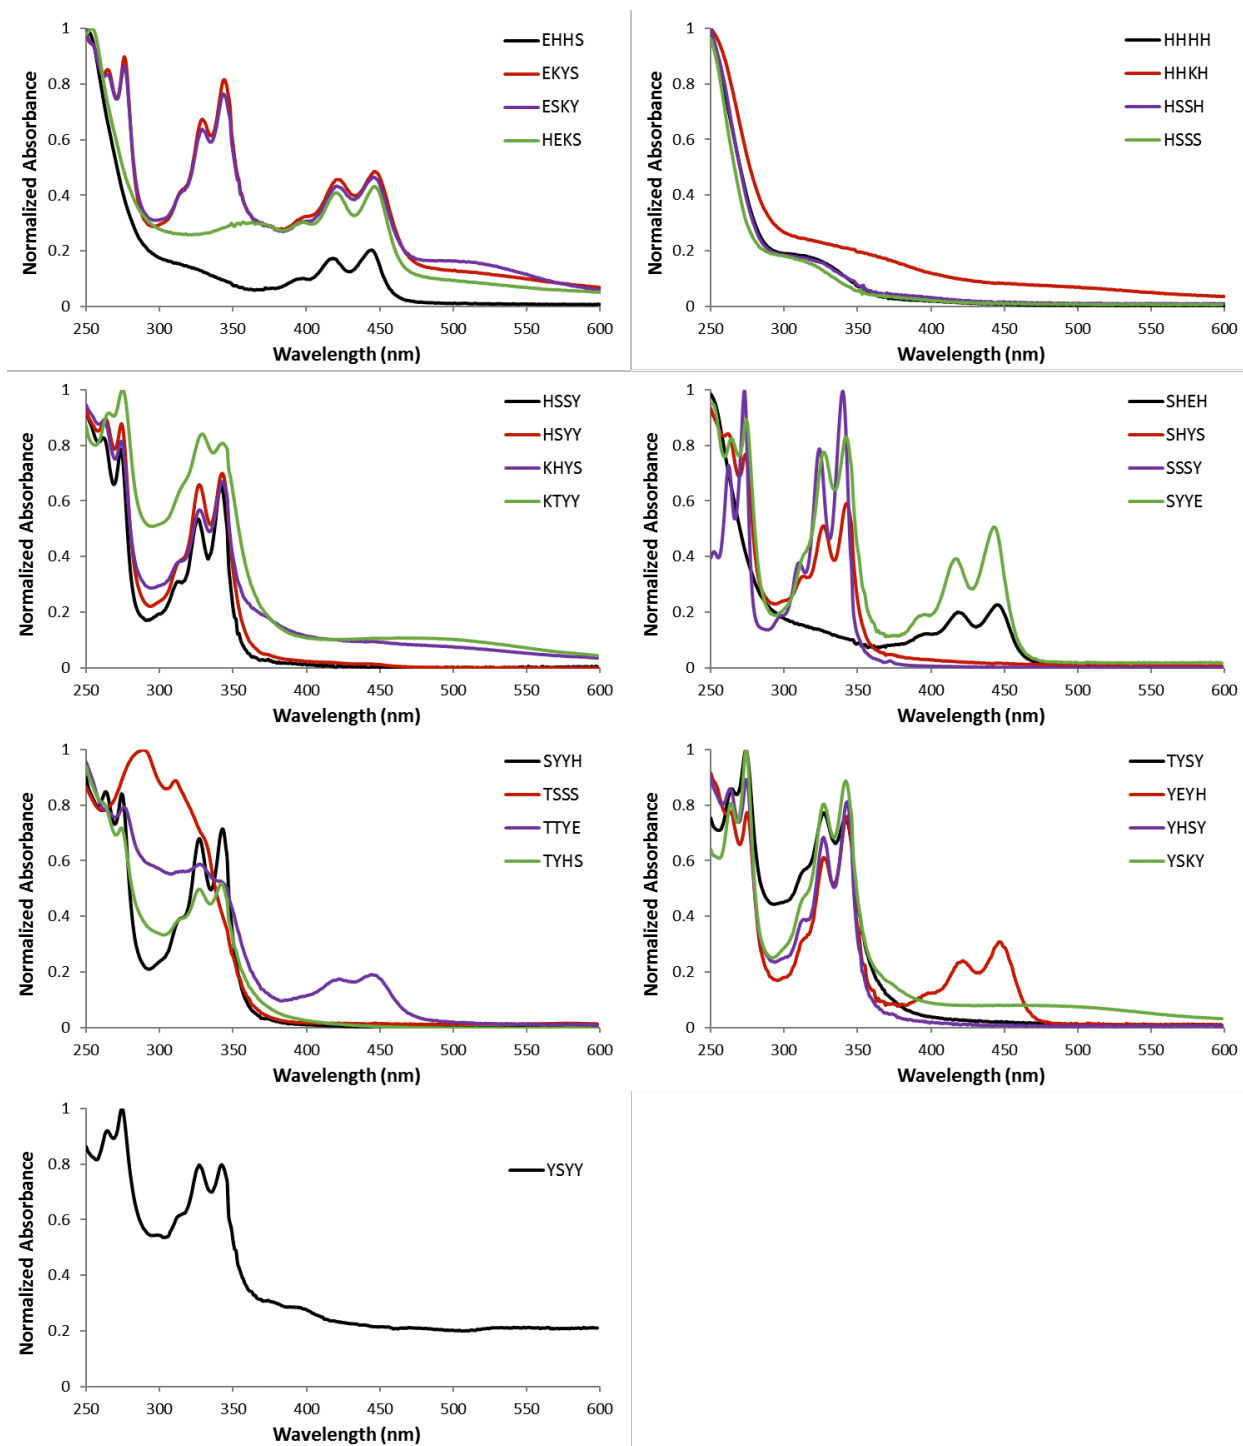 EHHS
EKYS
ESKY
HEKS
Normalized Absorbance
1
0.8
0.6
0.4
0.2
0
250 300 350 400 450 500 550 600
Wavelength (nm)
HHHH
HHKH
HSSH
HSSS
Normalized Absorbance
1
0.8
0.6
0.4
0.2
0
250 300 350 400 450 500 550 600
Wavelength (nm)
HSSY
HSYY
KHYS
KTYY
Normalized Absorbance
1
0.8
0.6
0.4
0.2
0
250 300 350 400 450 500 550 600
Wavelength (nm)
SHEH
SHYS
SSSY
SYYE
Normalized Absorbance
1
0.8
0.6
0.4
0.2
0
250 300 350 400 450 500 550 600
Wavelength (nm)
SYYH
TSSS
TTYE
TYHS
Normalized Absorbance
1
0.8
0.6
0.4
0.2
0
250 300 350 400 450 500 550 600
Wavelength (nm)
TYSY
YEYH
YHSY
YSKY
Normalized Absorbance
1
0.8
0.6
0.4
0.2
0
250 300 350 400 450 500 550 600
Wavelength (nm)
YSYY
Normalized Absorbance
1
0.8
0.6
0.4
0.2
0
250 300 350 400 450 500 550 600
Wavelength (nm)